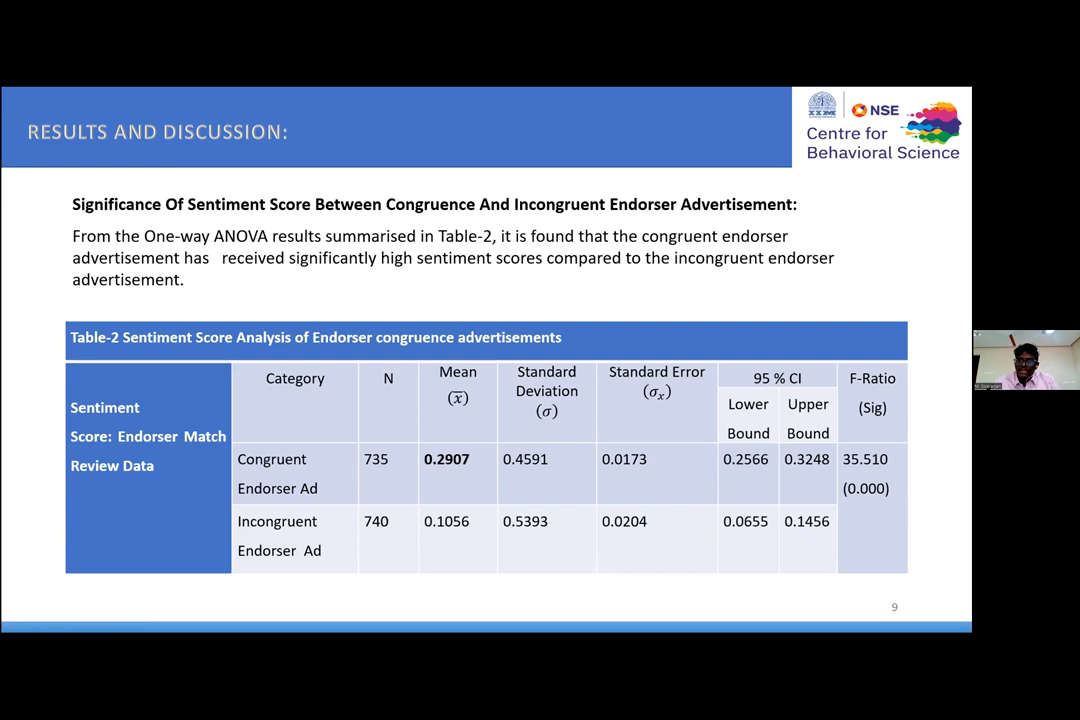 RESULTS AND DISCUSSION:
NSE
Centre for
Behavioral Science
Significance Of Sentiment Score Between Congruence And Incongruent Endorser Advertisement:
From the One-way ANOVA results summarised in Table-2, it is found that the congruent endorser
advertisement has received significantly high sentiment scores compared to the incongruent endorser
advertisement.
Table-2 Sentiment Score Analysis of Endorser congruence advertisements
Sentiment
Score: Endorser Match
Review Data
Category N Mean (x̅) Standard Deviation (σ) Standard Error (σₓ) 95 % CI F-Ratio (Sig)
Lower Bound Upper Bound
Congruent Endorser Ad 735 0.2907 0.4591 0.0173 0.2566 0.3248 35.510 (0.000)
Incongruent Endorser Ad 740 0.1056 0.5393 0.0204 0.0655 0.1456
9